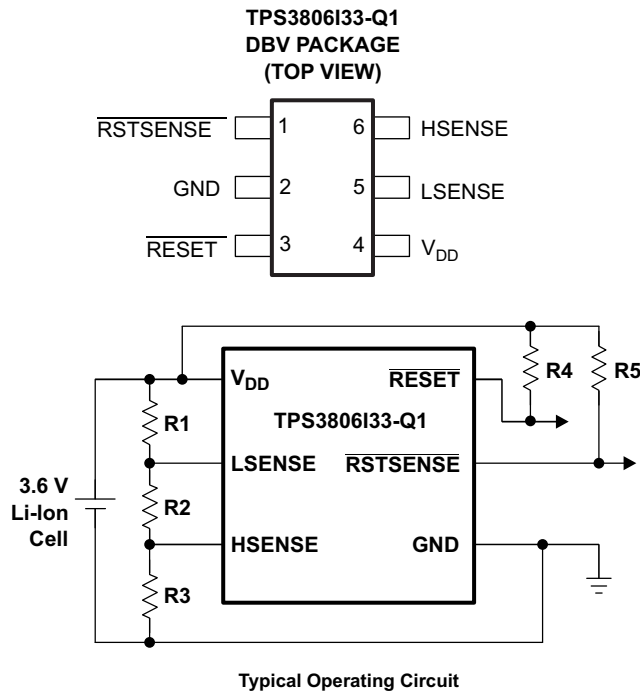 TPS3806I33-Q1
DBV PACKAGE
(TOP VIEW)
RSTSENSE 1 6 HSENSE
GND 2 5 LSENSE
RESET 3 4 VDD
VDD RESET R4 R5
R1 TPS3806I33-Q1
LSENSE RSTSENSE
3.6 V
Li-Ion
Cell
R2
HSENSE GND
R3
Typical Operating Circuit